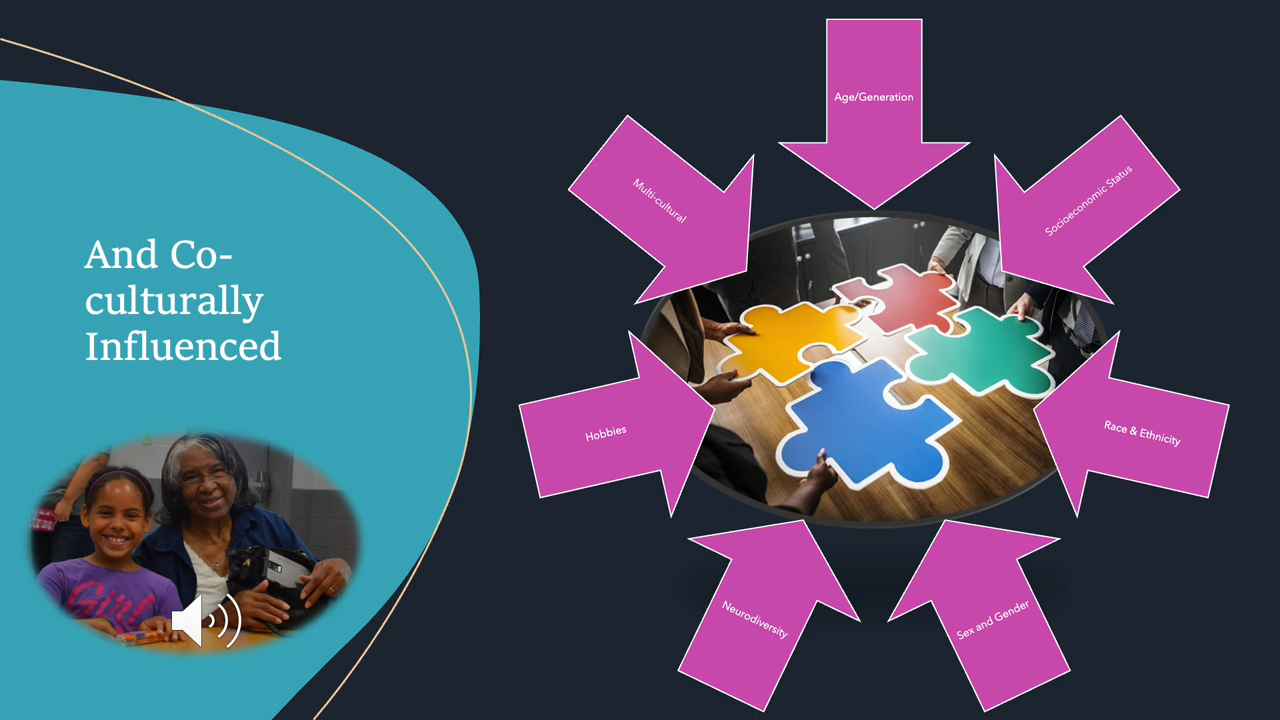 And Co-
culturally
Influenced
Age/Generation
Socioeconomic Status
Race & Ethnicity
Sex and Gender
Neurodiversity
Hobbies
Multi-cultural
Girl